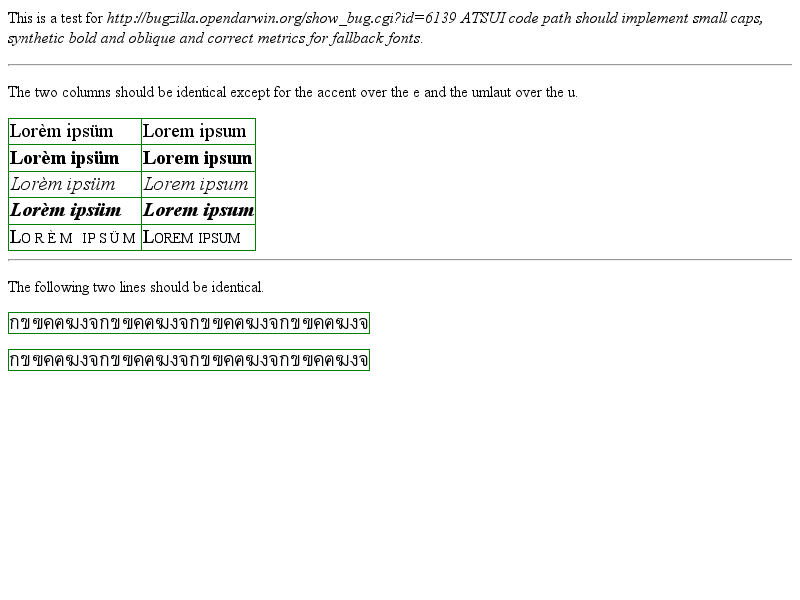 This is a test for http://bugzilla.opendarwin.org/show_bug.cgi?id=6139 ATSUI code path should implement small caps,
synthetic bold and oblique and correct metrics for fallback fonts.
The two columns should be identical except for the accent over the e and the umlaut over the u.
Lorèm ipsüm Lorem ipsum
Lorèm ipsüm Lorem ipsum
Lorèm ipsüm Lorem ipsum
Lorèm ipsüm Lorem ipsum
LORÈM IPSÜM LOREM IPSUM
The following two lines should be identical.
กขฃคฅฆงจกขฃคฅฆงจกขฃคฅฆงจกขฃคฅฆงจ
กขฃคฅฆงจกขฃคฅฆงจกขฃคฅฆงจกขฃคฅฆงจ